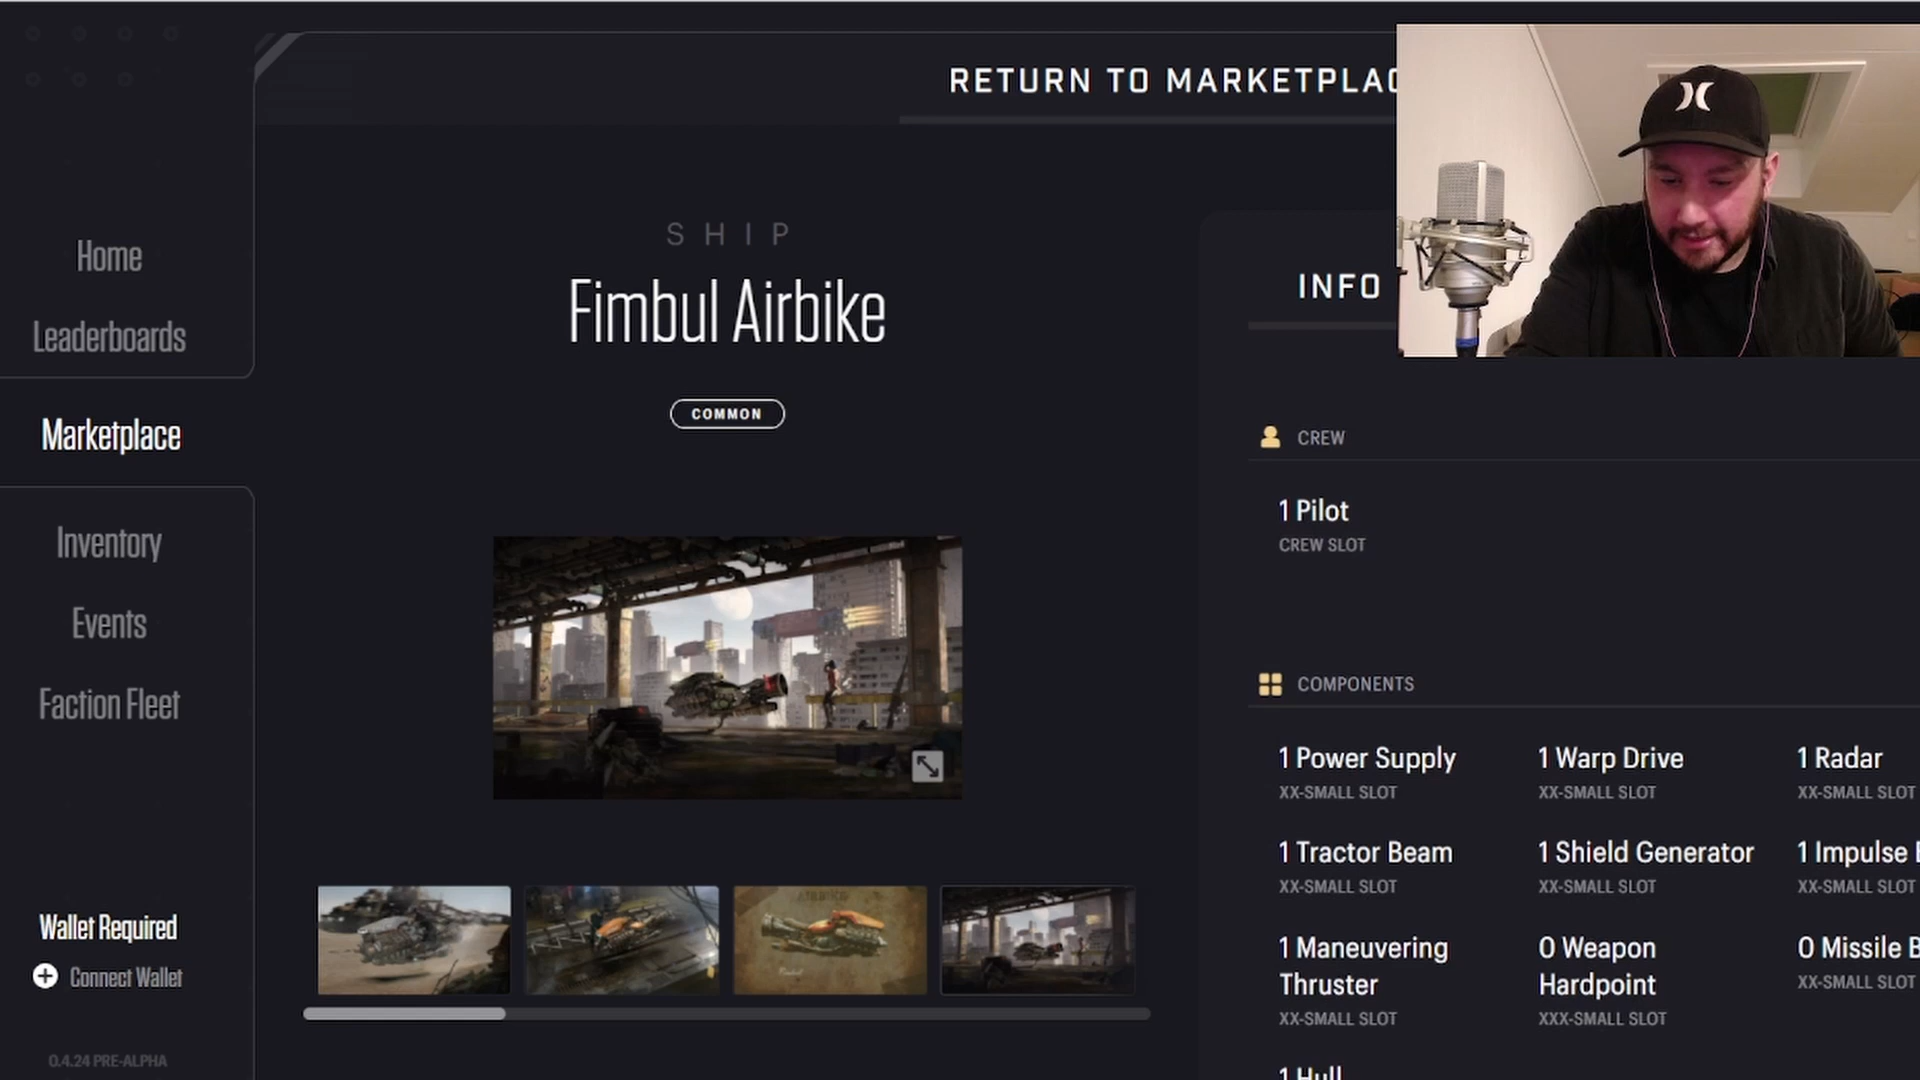 RETURN TO MARKETPLAC
Home
Leaderboards
Marketplace
Inventory
Events
Faction Fleet
Wallet Required
Connect Wallet
0.4.24 PRE-ALPHA
SHIP
Fimbul Airbike
COMMON
INFO
CREW
1 Pilot
CREW SLOT
COMPONENTS
1 Power Supply
XX-SMALL SLOT
1 Warp Drive
XX-SMALL SLOT
1 Radar
XX-SMALL SLOT
1 Tractor Beam
XX-SMALL SLOT
1 Shield Generator
XX-SMALL SLOT
1 Impulse
XX-SMALL SLOT
1 Maneuvering
Thruster
XX-SMALL SLOT
0 Weapon
Hardpoint
XXX-SMALL SLOT
0 Missile B
XX-SMALL SLOT
1 Hull